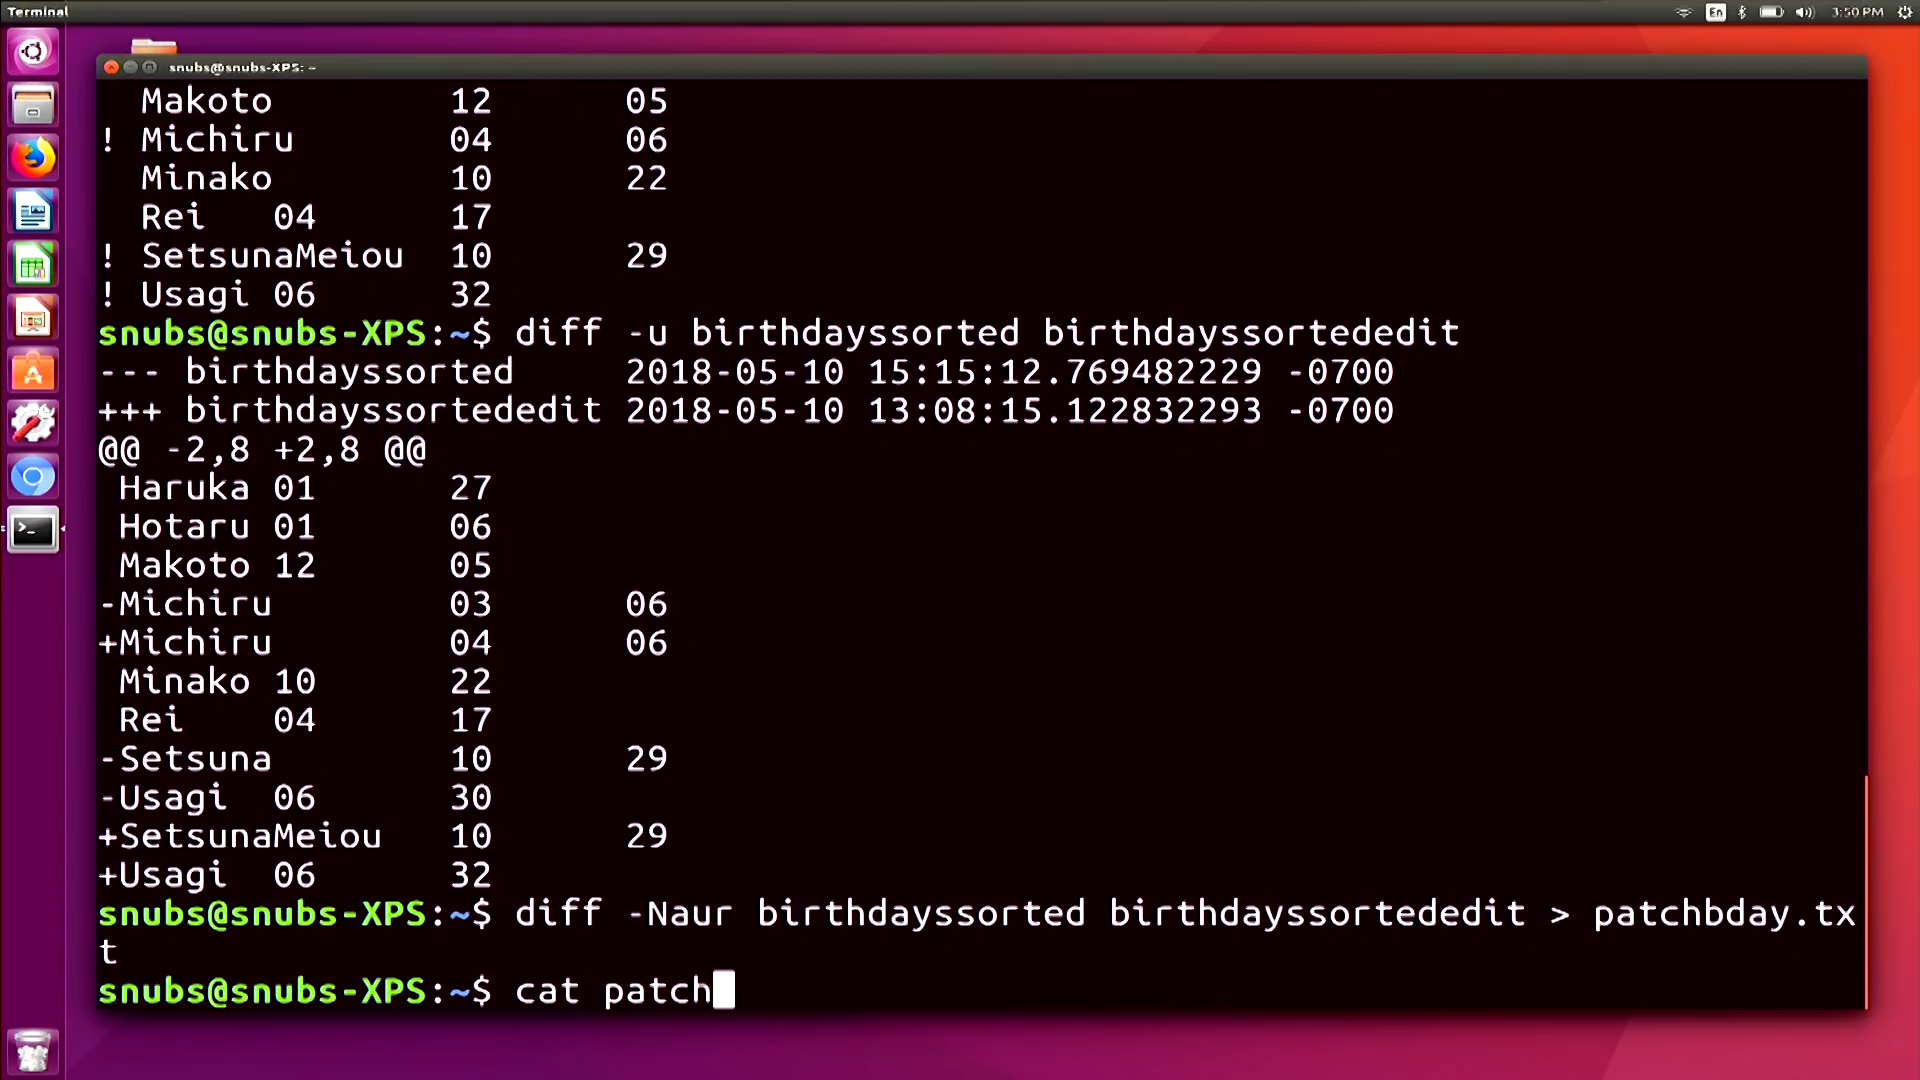 Terminal
En
3:50 PM
snubs@snubs-XPS: ~
Makoto 12 05
! Michiru 04 06
Minako 10 22
Rei 04 17
! SetsunaMeiou 10 29
! Usagi 06 32
snubs@snubs-XPS:~$ diff -u birthdayssorted birthdayssortededit
--- birthdayssorted 2018-05-10 15:15:12.769482229 -0700
+++ birthdayssortededit 2018-05-10 13:08:15.122832293 -0700
@@ -2,8 +2,8 @@
Haruka 01 27
Hotaru 01 06
Makoto 12 05
-Michiru 03 06
+Michiru 04 06
Minako 10 22
Rei 04 17
-Setsuna 10 29
-Usagi 06 30
+SetsunaMeiou 10 29
+Usagi 06 32
snubs@snubs-XPS:~$ diff -Naur birthdayssorted birthdayssortededit > patchbday.tx
t
snubs@snubs-XPS:~$ cat patch